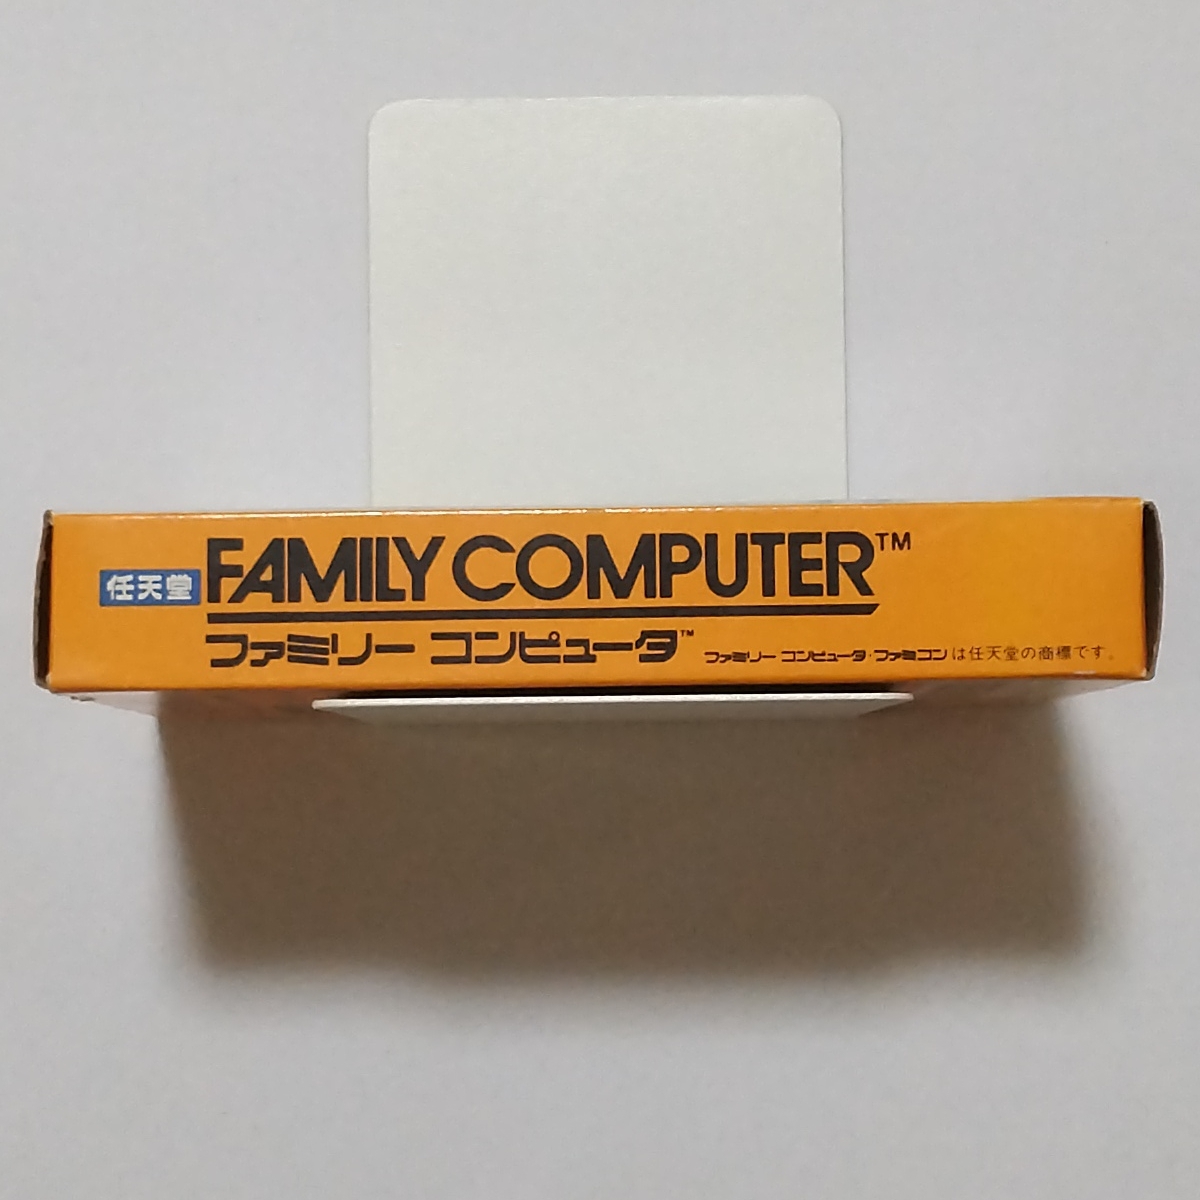 任天堂 FAMILY COMPUTER™
ファミリー コンピュータ™
ファミリー コンピュータ・ファミコンは任天堂の商標です。